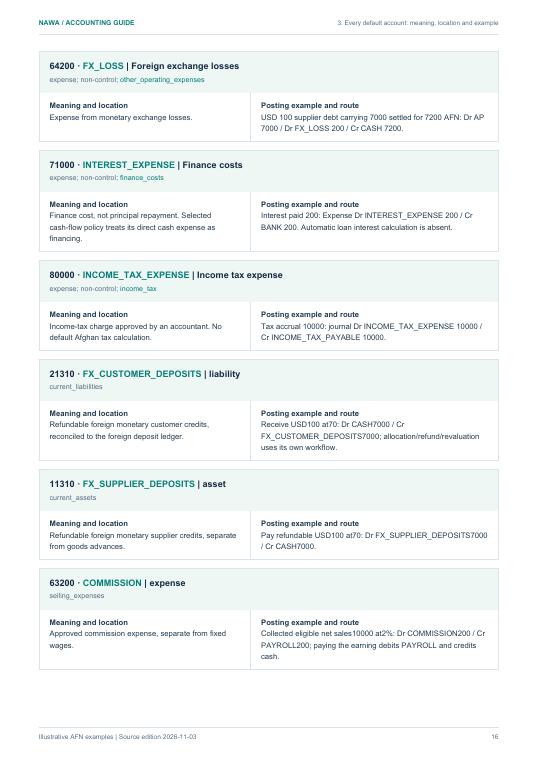 NAWA / ACCOUNTING GUIDE
3. Every default account: meaning, location and example
64200 · FX_LOSS | Foreign exchange losses
expense; non-control; other_operating_expenses
Meaning and location
Expense from monetary exchange losses.
Posting example and route
USD 100 supplier debt carrying 7000 settled for 7200 AFN: Dr AP
7000 / Dr FX_LOSS 200 / Cr CASH 7200.
71000 · INTEREST_EXPENSE | Finance costs
expense; non-control; finance_costs
Meaning and location
Finance cost, not principal repayment. Selected
cash-flow policy treats its direct cash expense as
financing.
Posting example and route
Interest paid 200: Expense Dr INTEREST_EXPENSE 200 / Cr
BANK 200. Automatic loan interest calculation is absent.
80000 · INCOME_TAX_EXPENSE | Income tax expense
expense; non-control; income_tax
Meaning and location
Income-tax charge approved by an accountant. No
default Afghan tax calculation.
Posting example and route
Tax accrual 10000: journal Dr INCOME_TAX_EXPENSE 10000 /
Cr INCOME_TAX_PAYABLE 10000.
21310 · FX_CUSTOMER_DEPOSITS | liability
current_liabilities
Meaning and location
Refundable foreign monetary customer credits,
reconciled to the foreign deposit ledger.
Posting example and route
Receive USD100 at70: Dr CASH7000 / Cr
FX_CUSTOMER_DEPOSITS7000; allocation/refund/revaluation
uses its own workflow.
11310 · FX_SUPPLIER_DEPOSITS | asset
current_assets
Meaning and location
Refundable foreign monetary supplier credits, separate
from goods advances.
Posting example and route
Pay refundable USD100 at70: Dr FX_SUPPLIER_DEPOSITS7000
/ Cr CASH7000.
63200 · COMMISSION | expense
selling_expenses
Meaning and location
Approved commission expense, separate from fixed
wages.
Posting example and route
Collected eligible net sales10000 at2%: Dr COMMISSION200 / Cr
PAYROLL200; paying the earning debits PAYROLL and credits
cash.
Illustrative AFN examples | Source edition 2026-11-03
16